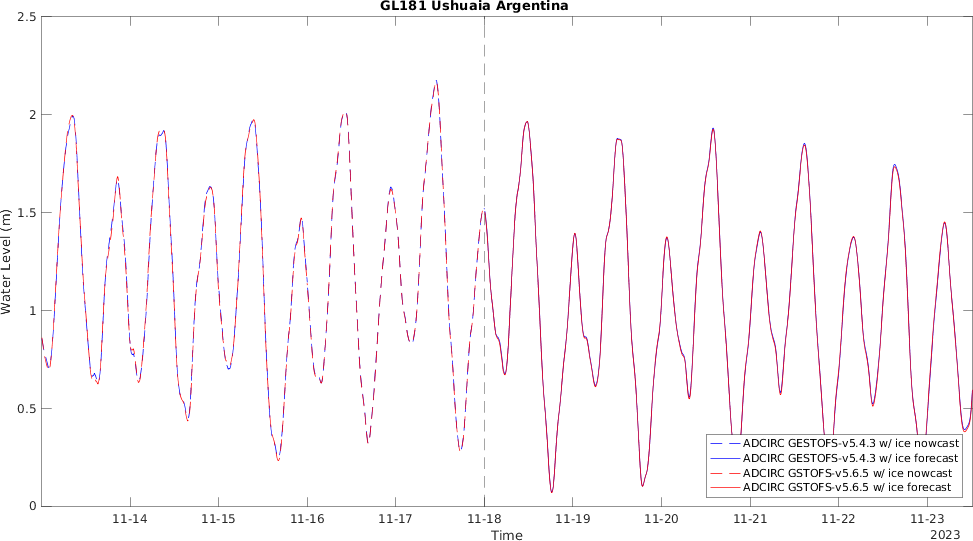 GL181 Ushuaia Argentina
2.5
2
1.5
1
0.5
0
Water Level (m)
11-14 11-15 11-16 11-17 11-18 11-19 11-20 11-21 11-22 11-23
Time
2023
ADCIRC GESTOFS-v5.4.3 w/ ice nowcast
ADCIRC GESTOFS-v5.4.3 w/ ice forecast
ADCIRC GSTOFS-v5.6.5 w/ ice nowcast
ADCIRC GSTOFS-v5.6.5 w/ ice forecast